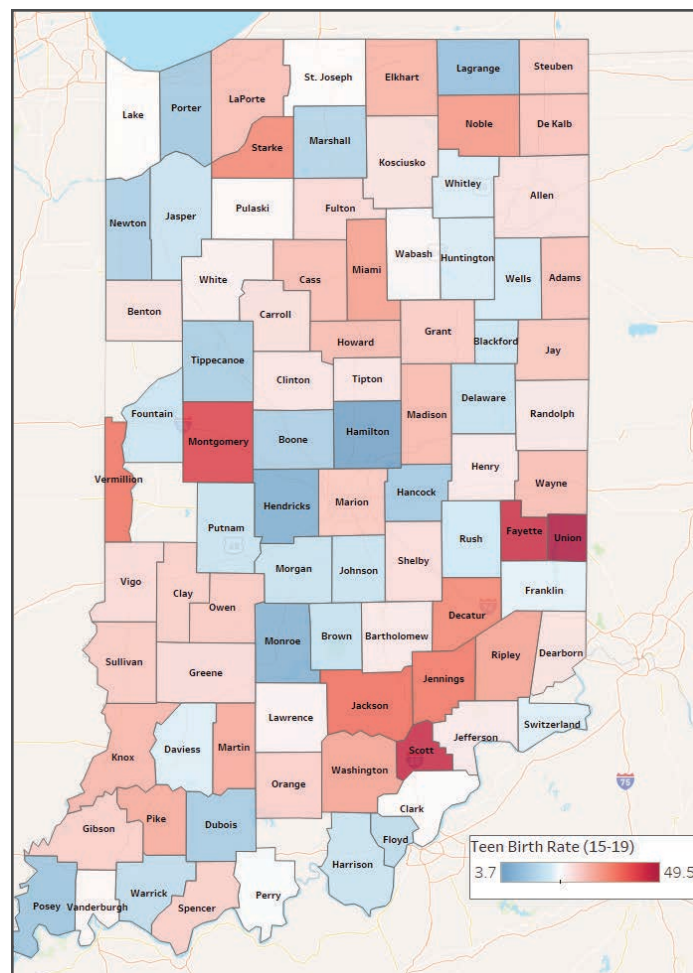 St. Joseph
Elkhart
Lagrange
Steuben
Lake
Porter
LaPorte
Noble
De Kalb
Starke
Marshall
Kosciusko
Whitley
Allen
Newton
Jasper
Pulaski
Fulton
Wabash
Huntington
White
Cass
Miami
Wells
Adams
Benton
Carroll
Howard
Grant
Blackford
Jay
Tippecanoe
Clinton
Tipton
Delaware
Fountain
Madison
Randolph
Montgomery
Boone
Hamilton
Henry
Vermillion
Hendricks
Marion
Hancock
Wayne
Putnam
Fayette
Union
Rush
Shelby
Morgan
Johnson
Vigo
Clay
Owen
Franklin
Decatur
Monroe
Brown
Bartholomew
Dearborn
Ripley
Sullivan
Greene
Jennings
Jackson
Lawrence
Switzerland
Jefferson
Knox
Daviess
Martin
Scott
Washington
Orange
Clark
Pike
Dubois
Gibson
Floyd
Harrison
Posey
Vanderburgh
Warrick
Spencer
Perry
75
Teen Birth Rate (15-19)
3.7 49.5